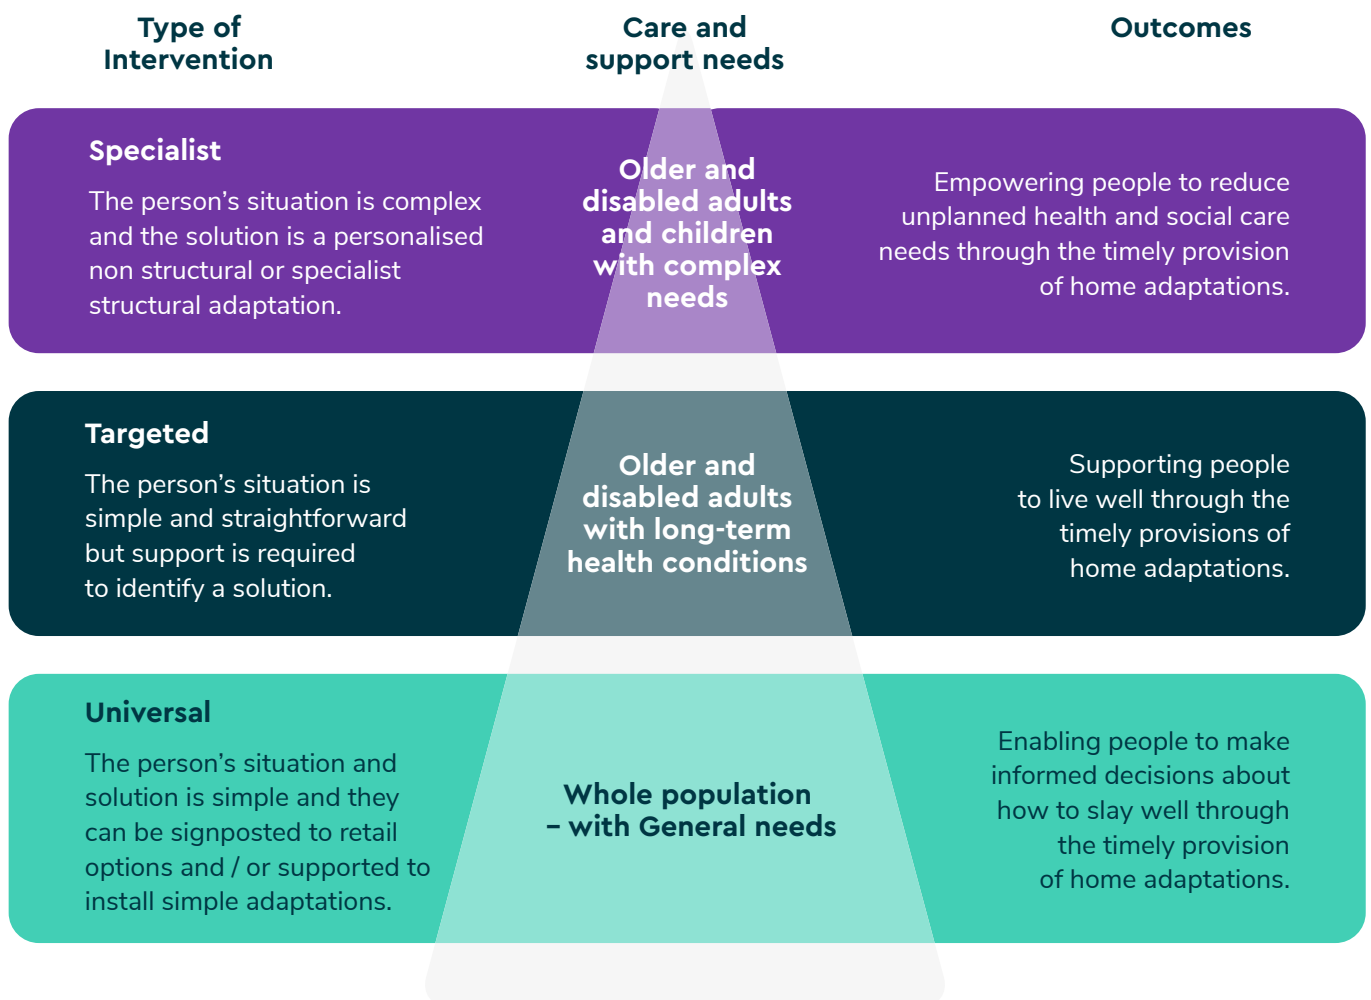 Type of
Intervention
Care and
support needs
Outcomes
Specialist
The person’s situation is complex
and the solution is a personalised
non structural or specialist
structural adaptation.
Older and
disabled adults
and children
with complex
needs
Empowering people to reduce
unplanned health and social care
needs through the timely provision
of home adaptations.
Targeted
The person’s situation is
simple and straightforward
but support is required
to identify a solution.
Older and
disabled adults
with long-term
health conditions
Supporting people
to live well through the
timely provisions of
home adaptations.
Universal
The person’s situation and
solution is simple and they
can be signposted to retail
options and / or supported to
install simple adaptations.
Whole population
– with General needs
Enabling people to make
informed decisions about
how to slay well through
the timely provision
of home adaptations.